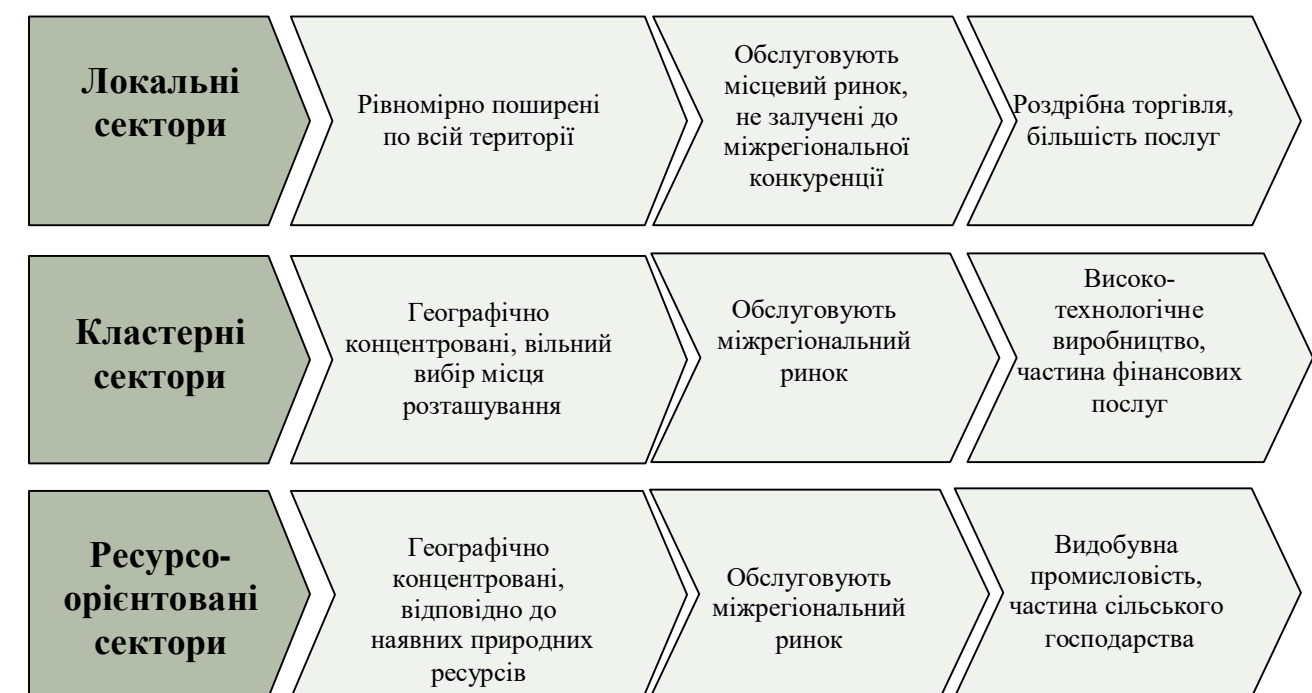 Локальні
сектори
Рівномірно поширені
по всій території
Обслуговують
місцевий ринок,
не залучені до
міжрегіональної
конкуренції
Роздрібна торгівля,
більшість послуг
Кластерні
сектори
Географічно
концентровані, вільний
вибір місця
розташування
Обслуговують
міжрегіональний
ринок
Високо-
технологічне
виробництво,
частина фінансових
послуг
Ресурсо-
орієнтовані
сектори
Географічно
концентровані,
відповідно до
наявних природних
ресурсів
Обслуговують
міжрегіональний
ринок
Видобувна
промисловість,
частина сільського
господарства